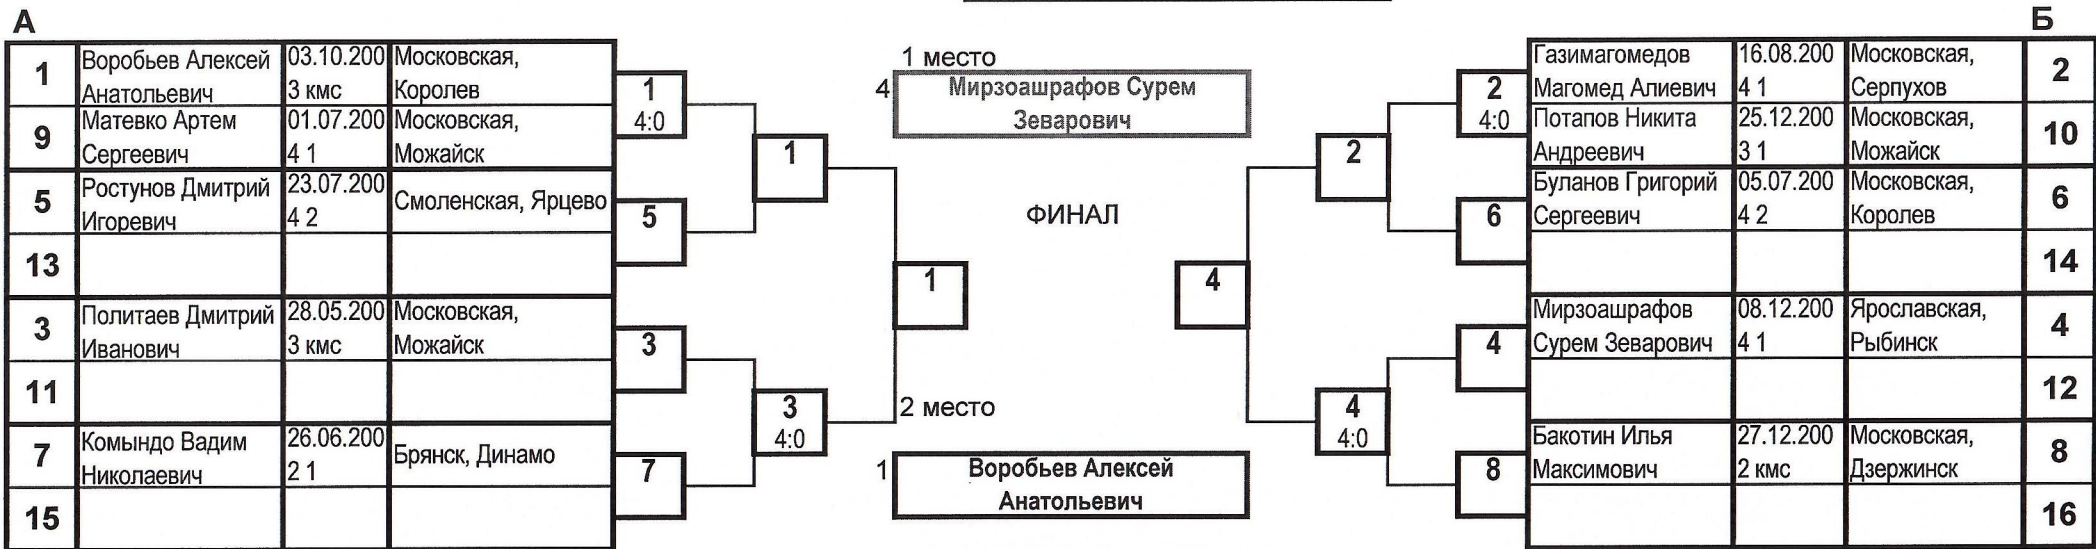 А
1
Воробьев Алексей
Анатольевич
03.10.200
3 кмс
Московская,
Королев
9
Матевко Артем
Сергеевич
01.07.200
4 1
Московская,
Можайск
5
Ростунов Дмитрий
Игоревич
23.07.200
4 2
Смоленская, Ярцево
13
3
Политаев Дмитрий
Иванович
28.05.200
3 кмс
Московская,
Можайск
11
7
Комындо Вадим
Николаевич
26.06.200
2 1
Брянск, Динамо
15
1
4:0
5
3
7
1
3
4:0
1
1 место
4
Мирзоашрафов Сурем
Зеварович
ФИНАЛ
2 место
1
Воробьев Алексей
Анатольевич
4
2
4
4:0
2
4:0
6
4
8
Б
Газимагомедов
Магомед Алиевич
16.08.200
4 1
Московская,
Серпухов
2
Потапов Никита
Андреевич
25.12.200
3 1
Московская,
Можайск
10
Буланов Григорий
Сергеевич
05.07.200
4 2
Московская,
Королев
6
14
Мирзоашрафов
Сурем Зеварович
08.12.200
4 1
Ярославская,
Рыбинск
4
12
Бакотин Илья
Максимович
27.12.200
2 кмс
Московская,
Дзержинск
8
16